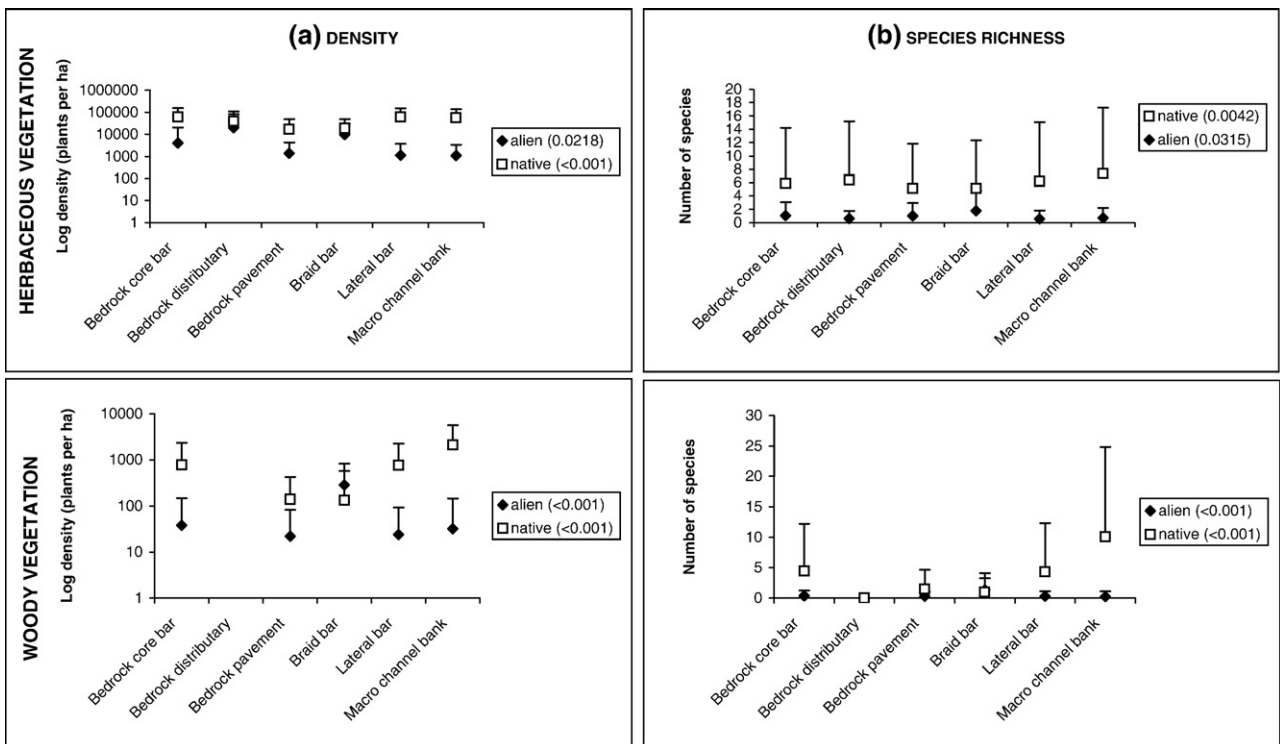 (a) DENSITY
(b) SPECIES RICHNESS
HERBACEOUS VEGETATION
Log density (plants per ha)
1000000
100000
10000
1000
100
10
1
Bedrock core bar
Bedrock distributary
Bedrock pavement
Braid bar
Lateral bar
Macro channel bank
alien (0.0218)
native (<0.001)
Number of species
20
18
16
14
12
10
8
6
4
2
0
Bedrock core bar
Bedrock distributary
Bedrock pavement
Braid bar
Lateral bar
Macro channel bank
native (0.0042)
alien (0.0315)
WOODY VEGETATION
Log density (plants per ha)
10000
1000
100
10
1
Bedrock core bar
Bedrock distributary
Bedrock pavement
Braid bar
Lateral bar
Macro channel bank
alien (<0.001)
native (<0.001)
Number of species
30
25
20
15
10
5
0
Bedrock core bar
Bedrock distributary
Bedrock pavement
Braid bar
Lateral bar
Macro channel bank
alien (<0.001)
native (<0.001)